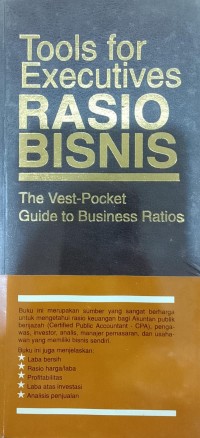 Tools for
Executives
RASIO
BISNIS
The Vest-Pocket
Guide to Business Ratios
Buku ini merupakan sumber yang sangat berharga
untuk mengetahui rasio keuangan bagi Akuntan publik
berijazah (Certified Public Accountant - CPA), penga-
was, investor, analis, manajer pemasaran, dan usaha-
wan yang memiliki bisnis sendiri.
Buku ini juga menjelaskan:
Laba bersih
Rasio harga/laba
Profitabilitas
Laba atas investasi
Analisis penjualan